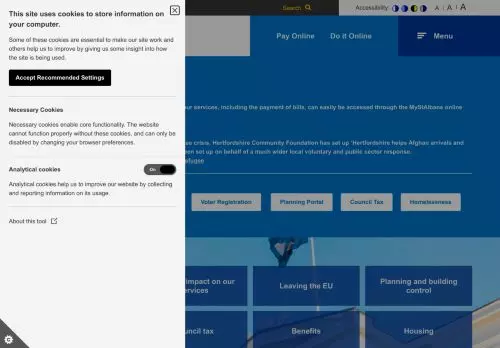 This site uses cookies to store information on
your computer.
Some of these cookies are essential to make our site work and
others help us to improve by giving us some insight into how
the site is being used.
Accept Recommended Settings
Necessary Cookies
Necessary cookies enable core functionality. The website
cannot function properly without these cookies, and can only be
disabled by changing your browser preferences.
Analytical cookies
On
Analytical cookies help us to improve our website by collecting
and reporting information on its usage.
About this tool
Search
Accessibility:
A A A
Pay Online
Do it Online
Menu
our services, including the payment of bills, can easily be accessed through the MyStAlbans online
crisis, Hertfordshire Community Foundation has set up 'Hertfordshire helps Afghan arrivals and
been set up on behalf of a much wider local voluntary and public sector response.
refugee
Voter Registration
Planning Portal
Council Tax
Homelessness
Impact on our
services
Leaving the EU
Planning and building
control
Council tax
Benefits
Housing